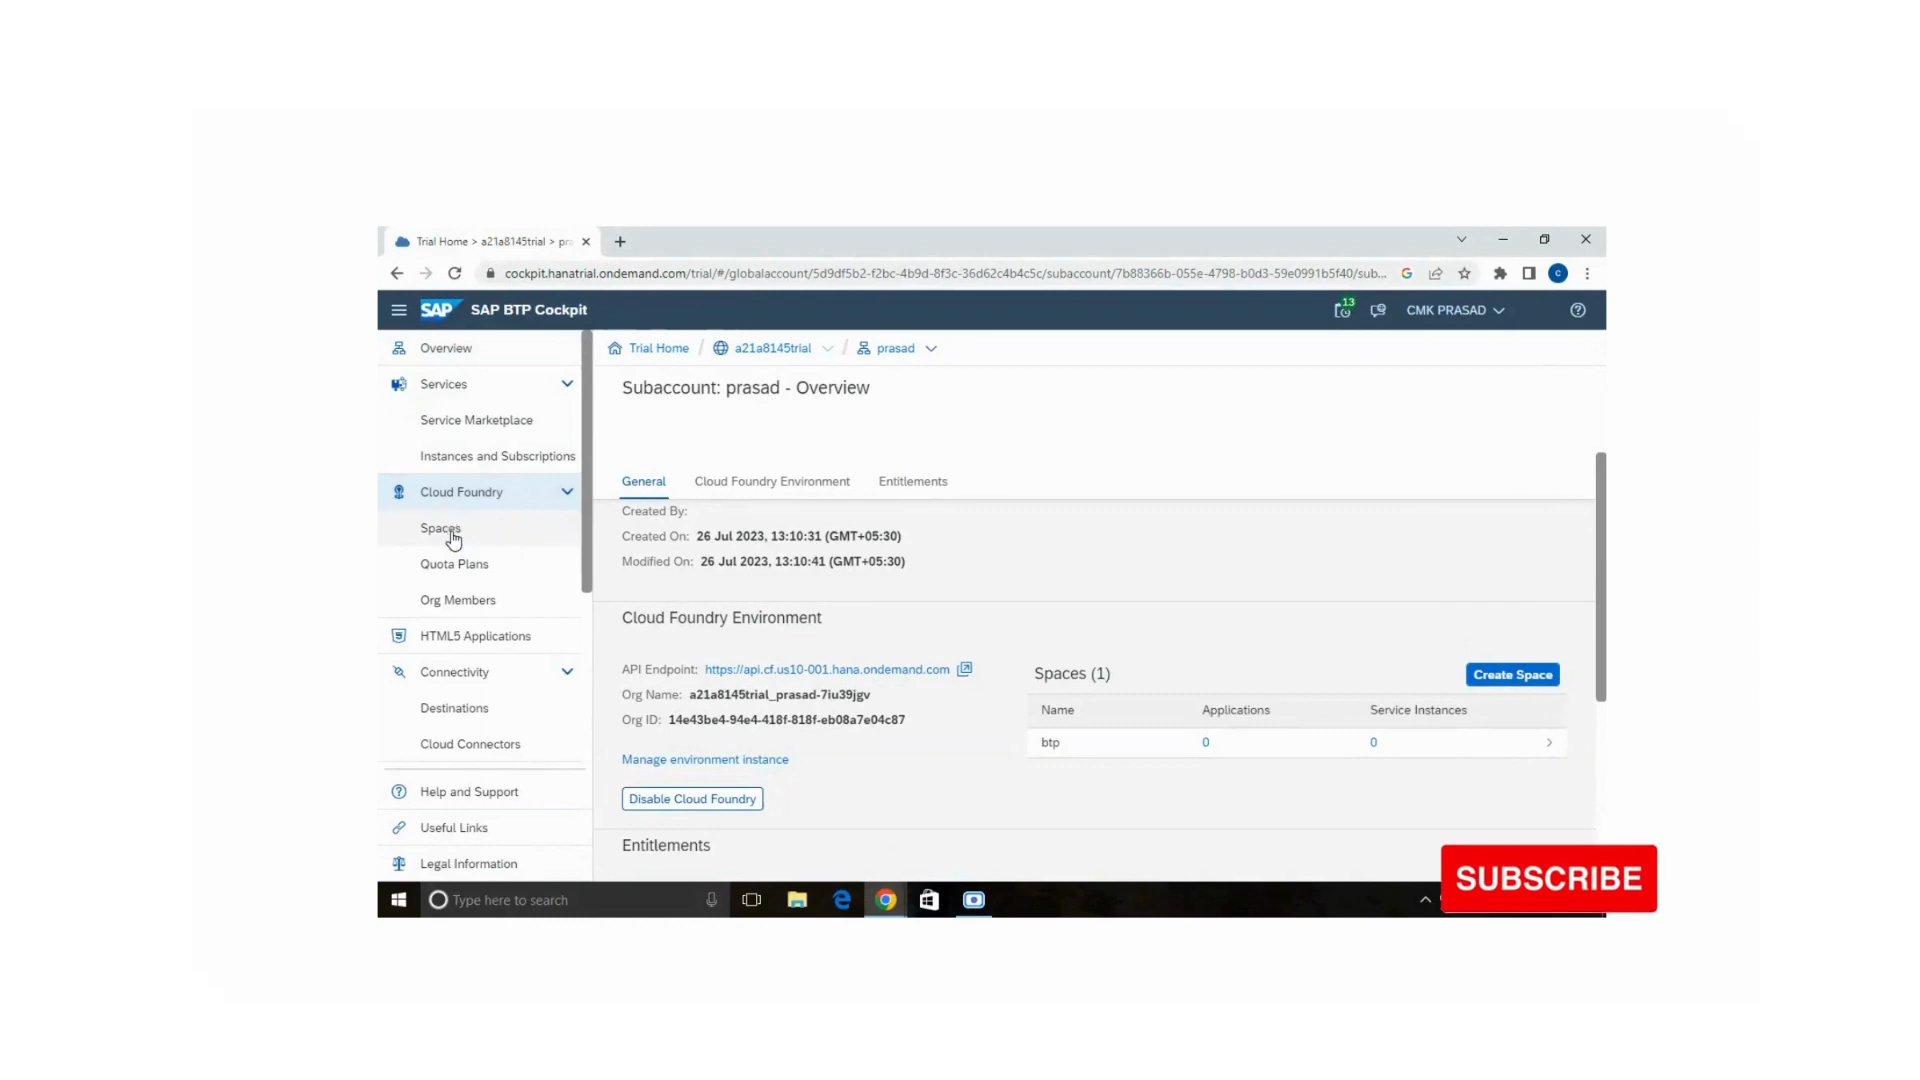 Trial Home > a21a8145trial > pra
cockpit.hanatrial.ondemand.com/trial/#/globalaccount/5d9df5b2-f2bc-4b9d-8f3c-36d62c4b4c5c/subaccount/7b88366b-055e-4798-b0d3-59e0991b5f40/sub...
SAP SAP BTP Cockpit
13
CMK PRASAD
Overview
Services
Service Marketplace
Instances and Subscriptions
Cloud Foundry
Spaces
Quota Plans
Org Members
HTML5 Applications
Connectivity
Destinations
Cloud Connectors
Help and Support
Useful Links
Legal Information
Trial Home / a21a8145trial / prasad
Subaccount: prasad - Overview
General Cloud Foundry Environment Entitlements
Created By:
Created On: 26 Jul 2023, 13:10:31 (GMT+05:30)
Modified On: 26 Jul 2023, 13:10:41 (GMT+05:30)
Cloud Foundry Environment
API Endpoint: https://api.cf.us10-001.hana.ondemand.com
Org Name: a21a8145trial_prasad-7iu39jgv
Org ID: 14e43be4-94e4-418f-818f-eb08a7e04c87
Manage environment instance
Disable Cloud Foundry
Spaces (1) Create Space
Name Applications Service Instances
btp 0 0
Entitlements
SUBSCRIBE
Type here to search